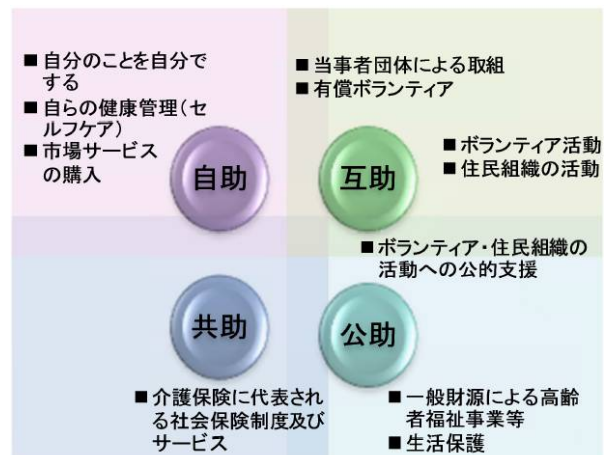 ■ 自分のことを自分で
する
■ 自らの健康管理(セ
ルフケア)
■ 市場サービス
の購入
自助
■ 当事者団体による取組
■ 有償ボランティア
■ ボランティア活動
■ 住民組織の活動
互助
■ ボランティア・住民組織の
活動への公的支援
共助
■ 介護保険に代表され
る社会保険制度及び
サービス
公助
■ 一般財源による高齢
者福祉事業等
■ 生活保護